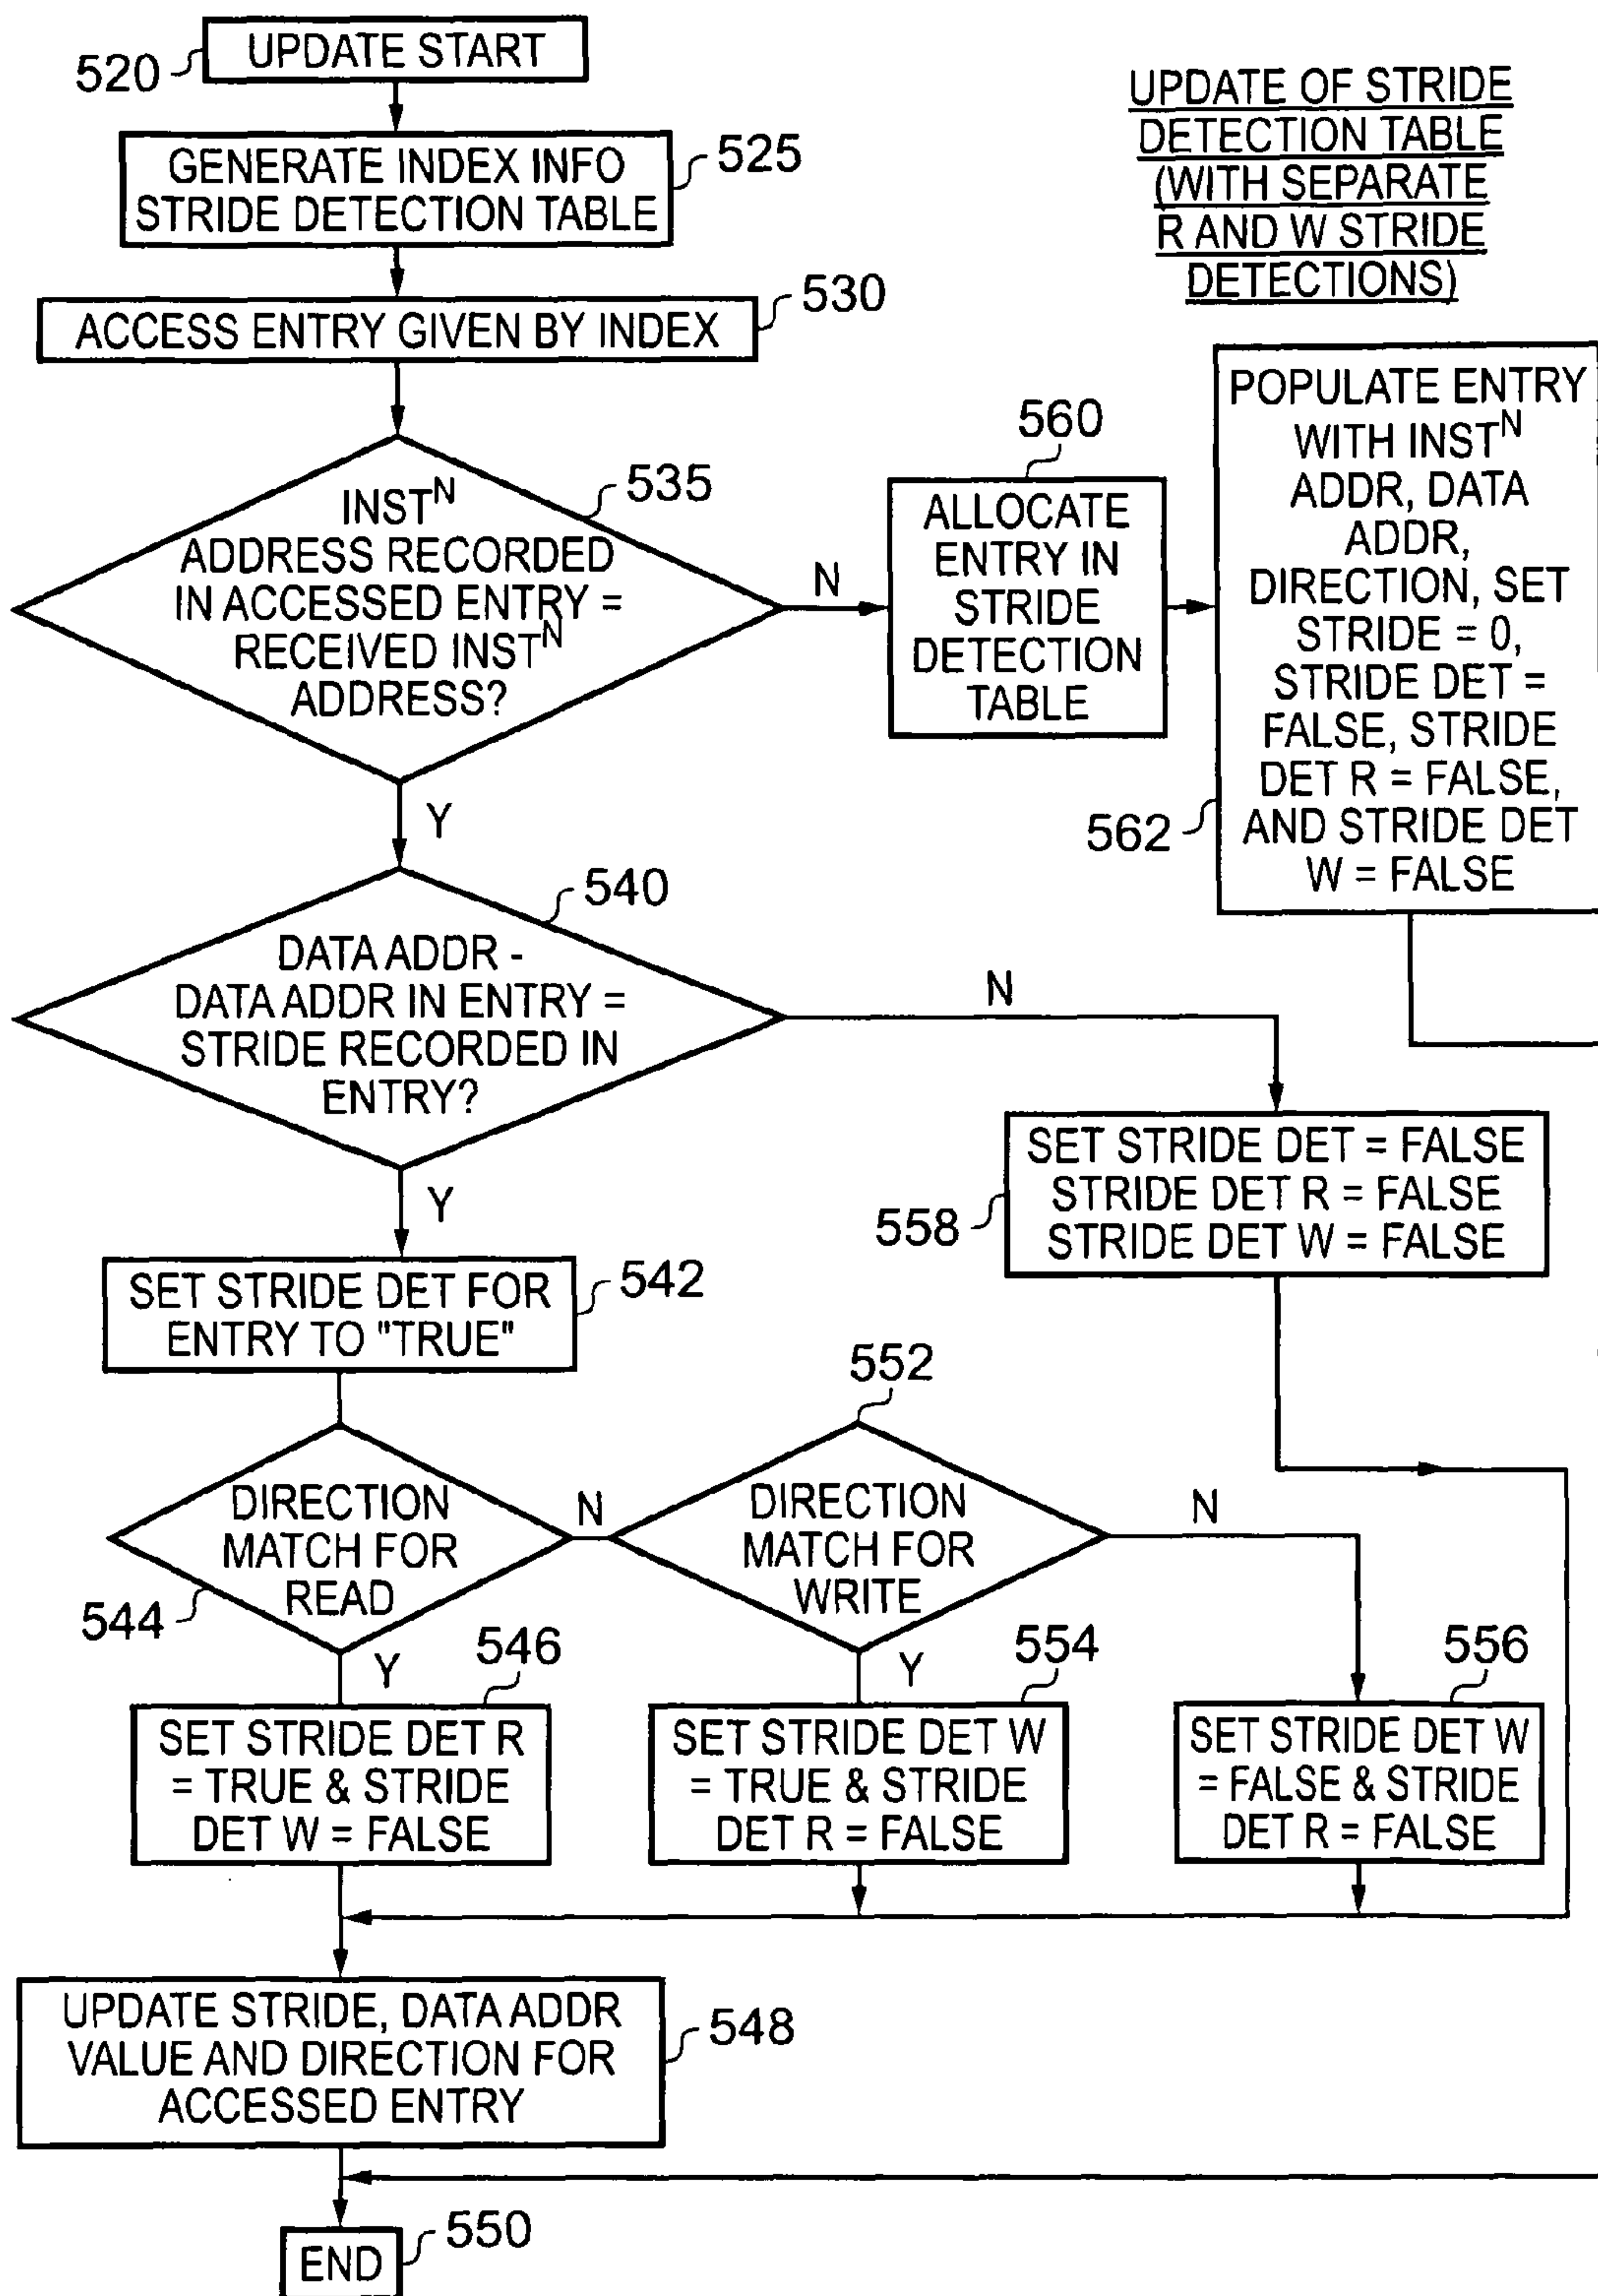 UPDATE START
520
UPDATE OF STRIDE
DETECTION TABLE
(WITH SEPARATE
R AND W STRIDE
DETECTIONS)
GENERATE INDEX INFO
STRIDE DETECTION TABLE
525
ACCESS ENTRY GIVEN BY INDEX
530
INST^N
ADDRESS RECORDED
IN ACCESSED ENTRY =
RECEIVED INST^N
ADDRESS?
535
N
Y
560
ALLOCATE
ENTRY IN
STRIDE
DETECTION
TABLE
POPULATE ENTRY
WITH INST^N
ADDR, DATA
ADDR,
DIRECTION, SET
STRIDE = 0,
STRIDE DET =
FALSE, STRIDE
DET R = FALSE,
AND STRIDE DET
W = FALSE
562
540
DATA ADDR -
DATA ADDR IN ENTRY =
STRIDE RECORDED IN
ENTRY?
N
Y
SET STRIDE DET = FALSE
STRIDE DET R = FALSE
STRIDE DET W = FALSE
558
SET STRIDE DET FOR
ENTRY TO "TRUE"
542
DIRECTION
MATCH FOR
READ
544
N
Y
552
DIRECTION
MATCH FOR
WRITE
N
Y
546
SET STRIDE DET R
= TRUE & STRIDE
DET W = FALSE
554
SET STRIDE DET W
= TRUE & STRIDE
DET R = FALSE
556
SET STRIDE DET W
= FALSE & STRIDE
DET R = FALSE
UPDATE STRIDE, DATA ADDR
VALUE AND DIRECTION FOR
ACCESSED ENTRY
548
END
550